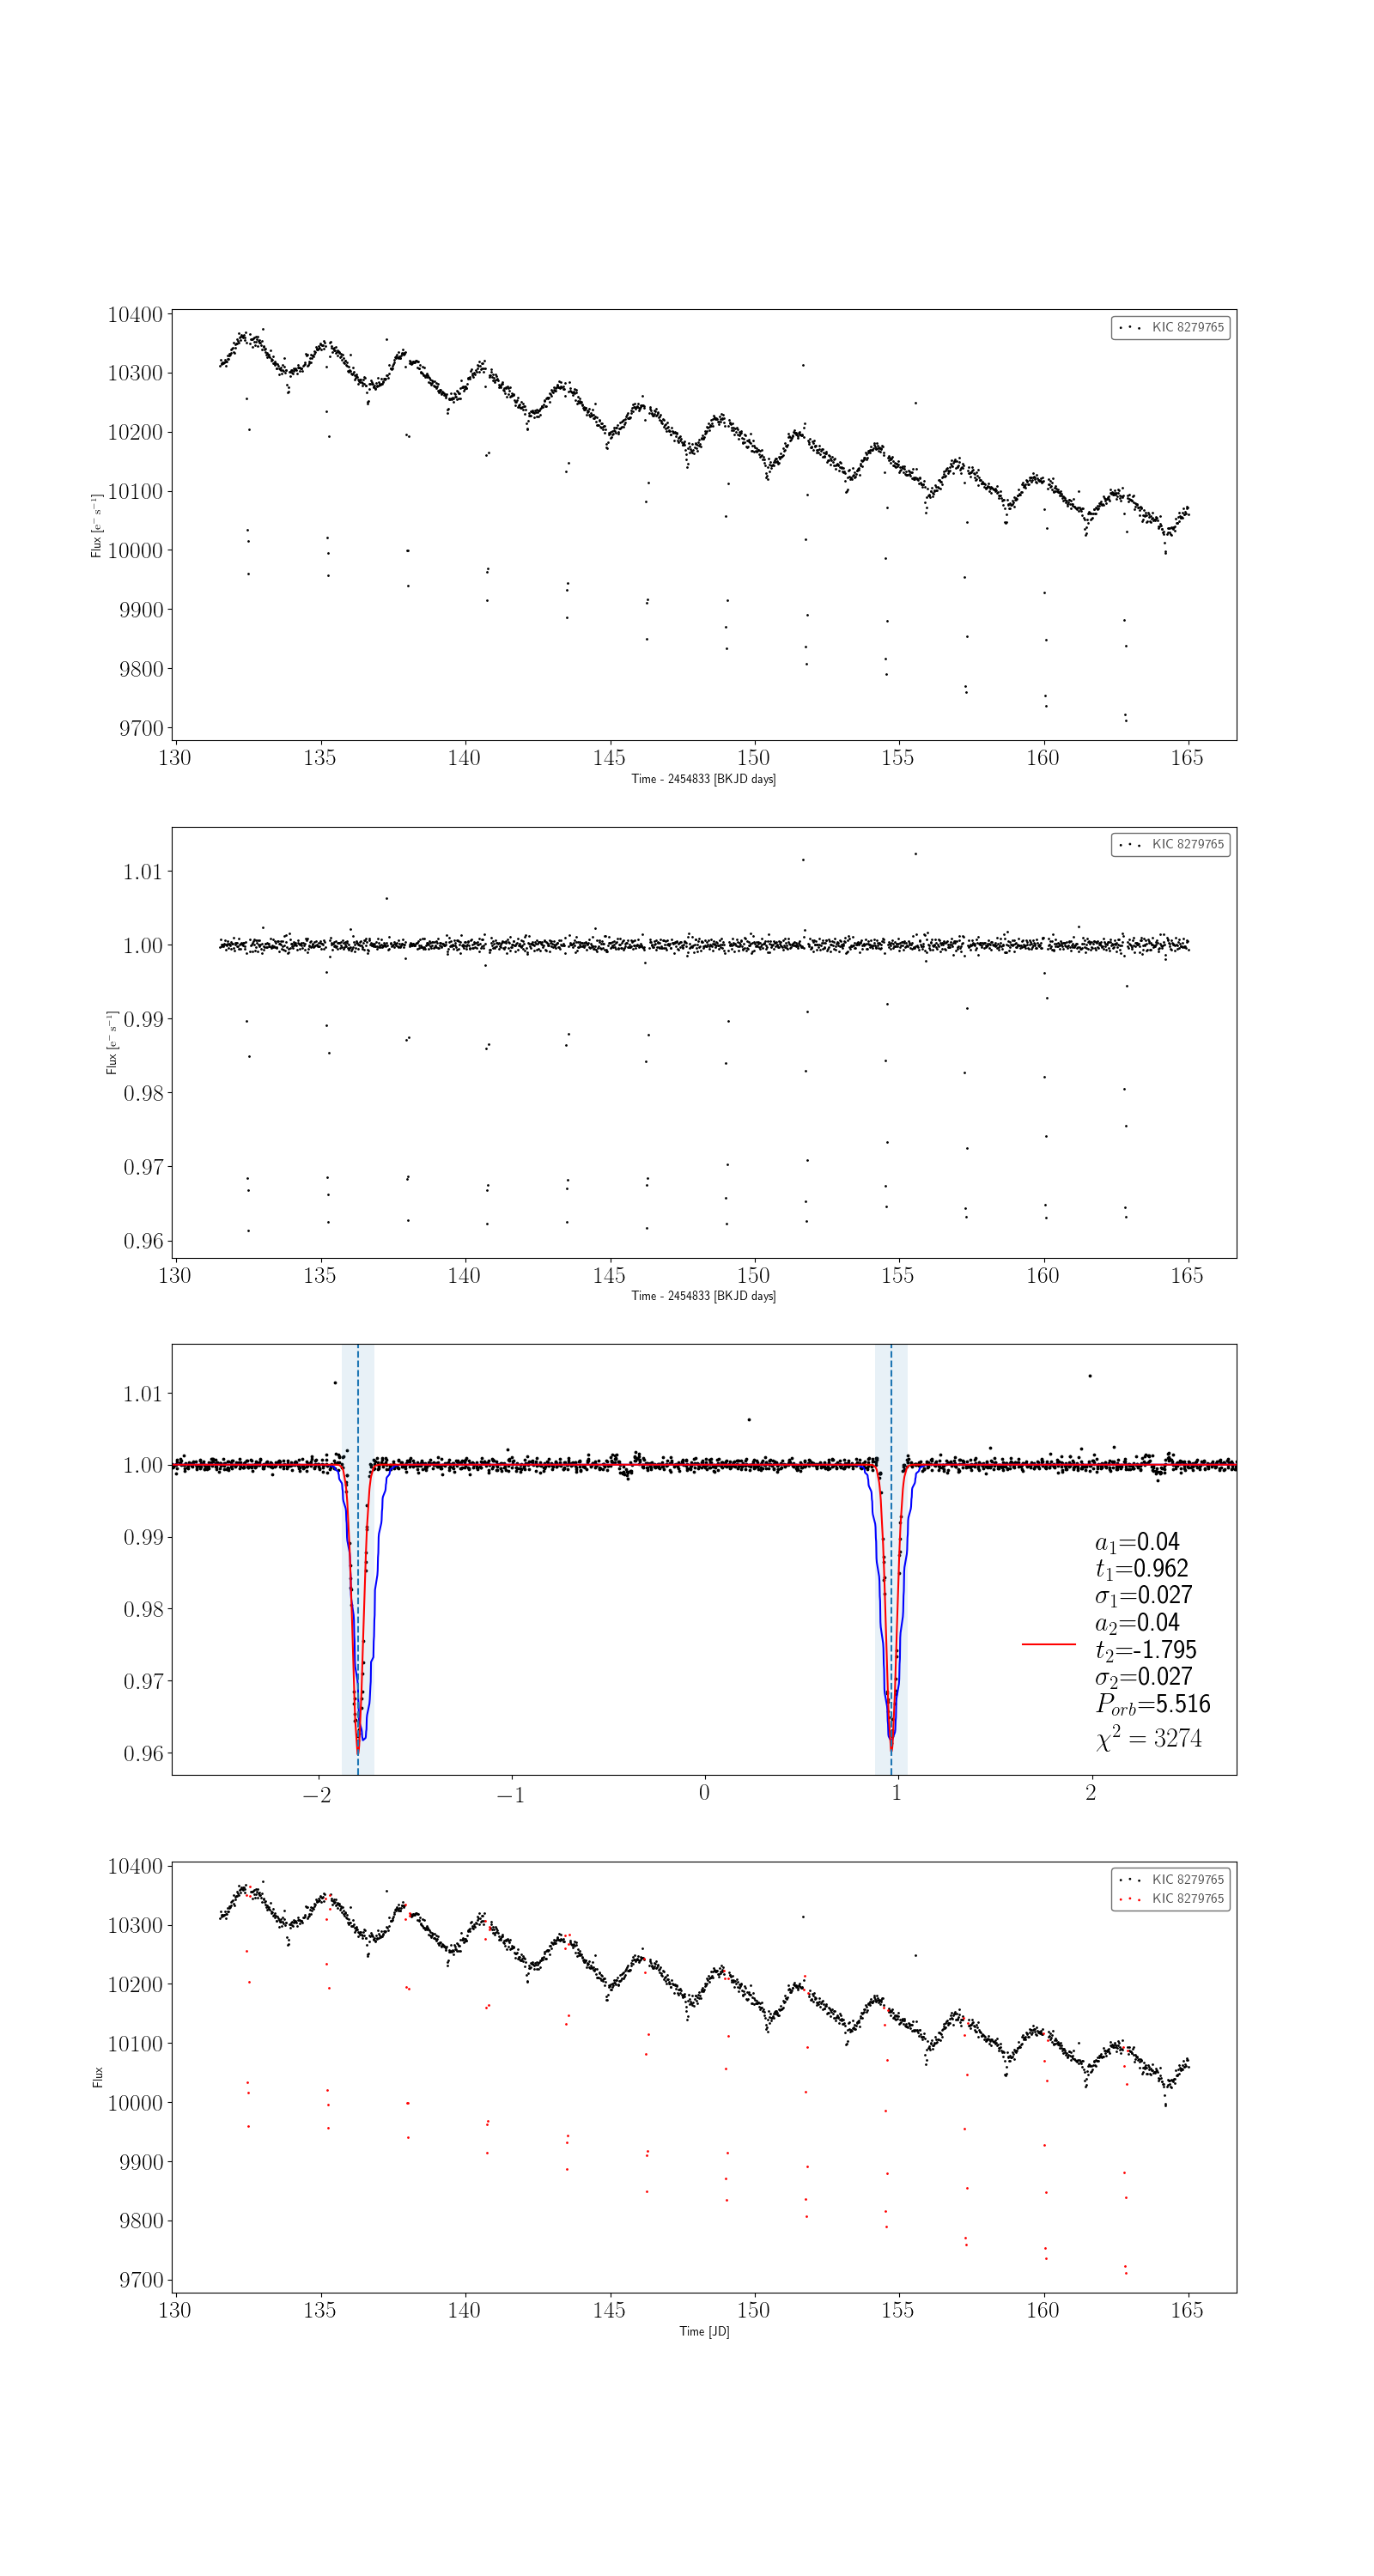 10400
10300
10200
10100
10000
9900
9800
9700
Flux [e⁻ s⁻¹]
KIC 8279765
130 135 140 145 150 155 160 165
Time - 2454833 [BKJD days]
1.01
1.00
0.99
0.98
0.97
0.96
Flux [e⁻ s⁻¹]
KIC 8279765
130 135 140 145 150 155 160 165
Time - 2454833 [BKJD days]
1.01
1.00
0.99
0.98
0.97
0.96
a₁=0.04
t₁=0.962
σ₁=0.027
a₂=0.04
t₂=-1.795
σ₂=0.027
P_orb=5.516
χ² = 3274
−2 −1 0 1 2
10400
10300
10200
10100
10000
9900
9800
9700
Flux
KIC 8279765
KIC 8279765
130 135 140 145 150 155 160 165
Time [JD]